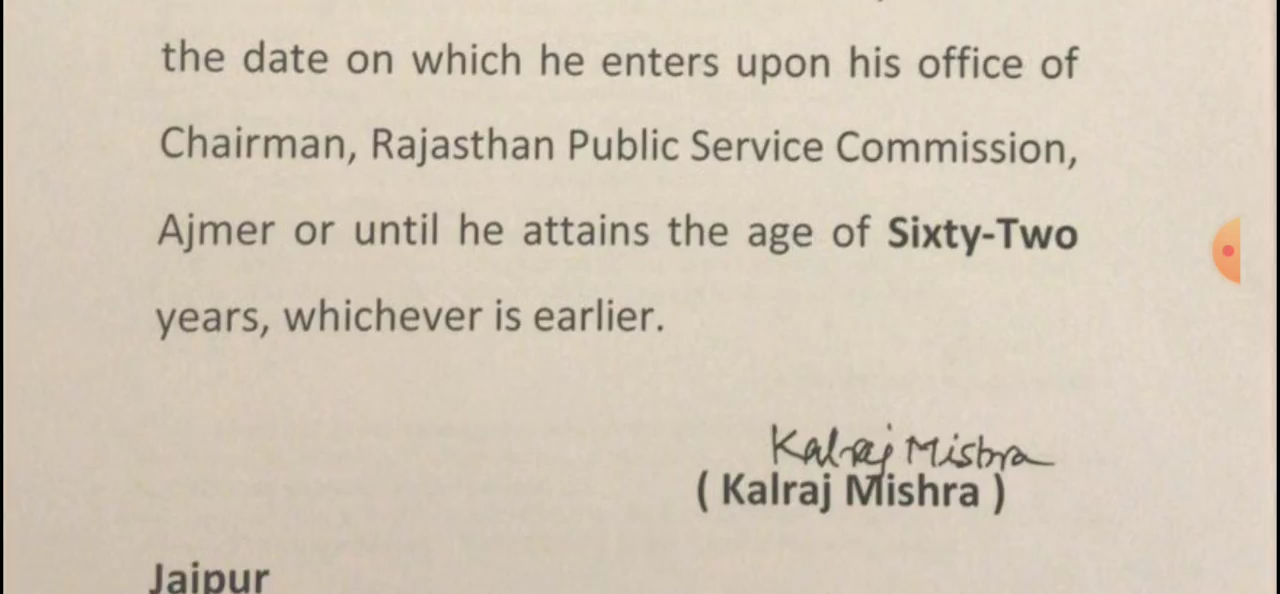 the date on which he enters upon his office of
Chairman, Rajasthan Public Service Commission,
Ajmer or until he attains the age of Sixty-Two
years, whichever is earlier.
Kalraj Mishra
( Kalraj Mishra )
Jaipur